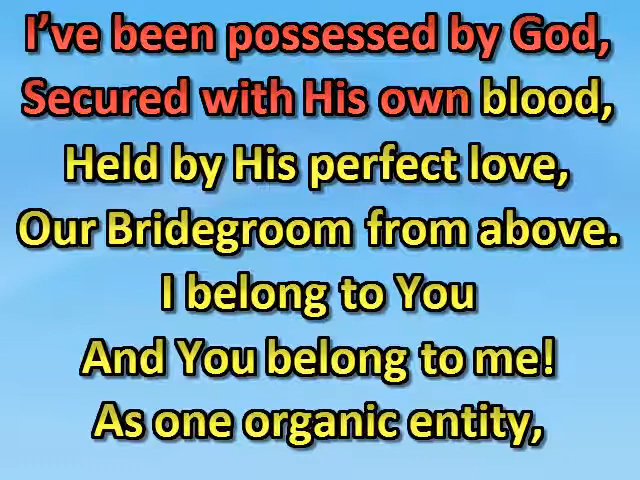 I’ve been possessed by God,
Secured with His own blood,
Held by His perfect love,
Our Bridegroom from above.
I belong to You
And You belong to me!
As one organic entity,